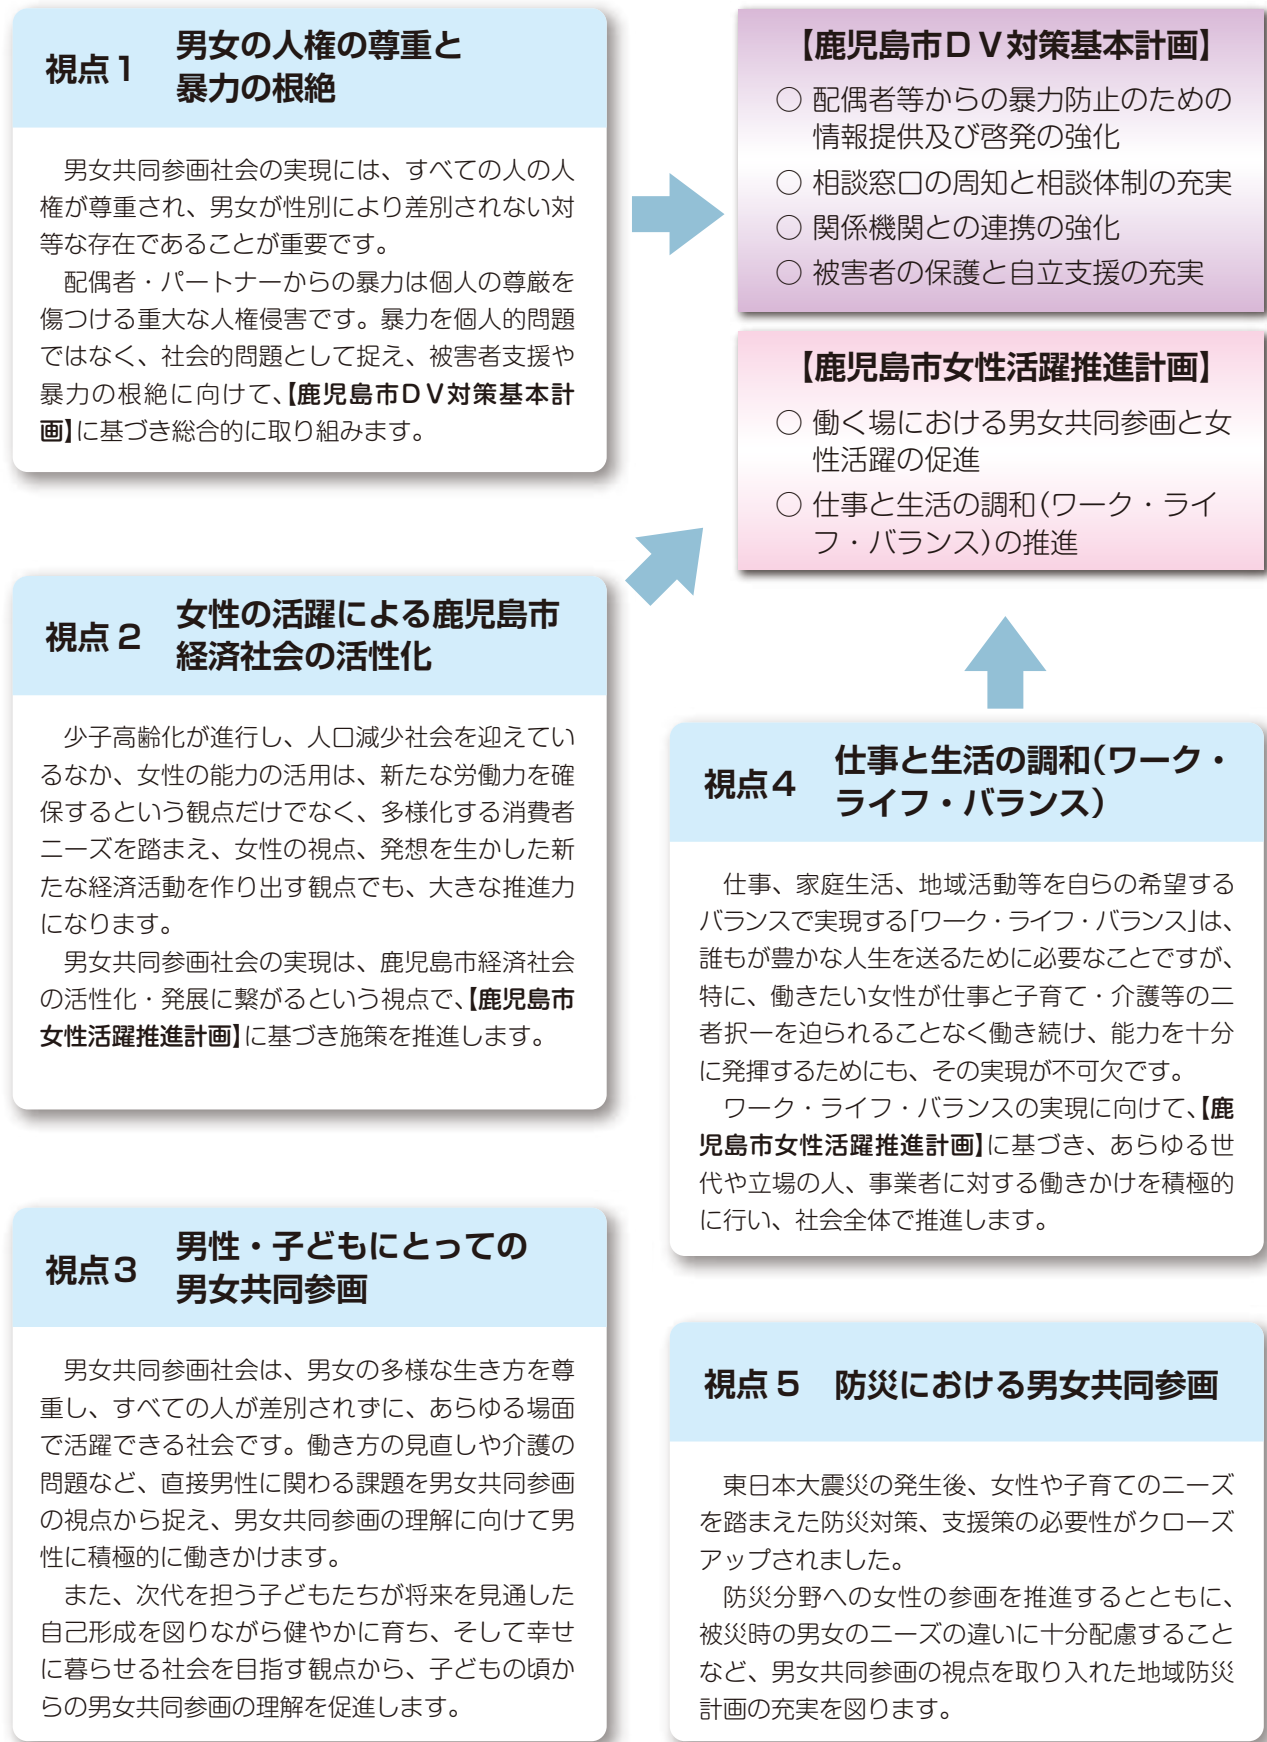 視点1 男女の人権の尊重と
暴力の根絶
男女共同参画社会の実現には、すべての人の人
権が尊重され、男女が性別により差別されない対
等な存在であることが重要です。
配偶者・パートナーからの暴力は個人の尊厳を
傷つける重大な人権侵害です。暴力を個人的問題
ではなく、社会的問題として捉え、被害者支援や
暴力の根絶に向けて、【鹿児島市DV対策基本計
画】に基づき総合的に取り組みます。
【鹿児島市DV対策基本計画】
○ 配偶者等からの暴力防止のための
情報提供及び啓発の強化
○ 相談窓口の周知と相談体制の充実
○ 関係機関との連携の強化
○ 被害者の保護と自立支援の充実
【鹿児島市女性活躍推進計画】
○ 働く場における男女共同参画と女
性活躍の促進
○ 仕事と生活の調和(ワーク・ライ
フ・バランス)の推進
視点2 女性の活躍による鹿児島市
経済社会の活性化
少子高齢化が進行し、人口減少社会を迎えてい
るなか、女性の能力の活用は、新たな労働力を確
保するという観点だけでなく、多様化する消費者
ニーズを踏まえ、女性の視点、発想を生かした新
たな経済活動を作り出す観点でも、大きな推進力
になります。
男女共同参画社会の実現は、鹿児島市経済社会
の活性化・発展に繋がるという視点で、【鹿児島市
女性活躍推進計画】に基づき施策を推進します。
視点3 男性・子どもにとっての
男女共同参画
男女共同参画社会は、男女の多様な生き方を尊
重し、すべての人が差別されずに、あらゆる場面
で活躍できる社会です。働き方の見直しや介護の
問題など、直接男性に関わる課題を男女共同参画
の視点から捉え、男女共同参画の理解に向けて男
性に積極的に働きかけます。
また、次代を担う子どもたちが将来を見通した
自己形成を図りながら健やかに育ち、そして幸せ
に暮らせる社会を目指す観点から、子どもの頃か
らの男女共同参画の理解を促進します。
視点4 仕事と生活の調和(ワーク・
ライフ・バランス)
仕事、家庭生活、地域活動等を自らの希望する
バランスで実現する「ワーク・ライフ・バランス」は、
誰もが豊かな人生を送るために必要なことですが、
特に、働きたい女性が仕事と子育て・介護等の二
者択一を迫られることなく働き続け、能力を十分
に発揮するためにも、その実現が不可欠です。
ワーク・ライフ・バランスの実現に向けて、【鹿
児島市女性活躍推進計画】に基づき、あらゆる世
代や立場の人、事業者に対する働きかけを積極的
に行い、社会全体で推進します。
視点5 防災における男女共同参画
東日本大震災の発生後、女性や子育てのニーズ
を踏まえた防災対策、支援策の必要性がクローズ
アップされました。
防災分野への女性の参画を推進するとともに、
被災時の男女のニーズの違いに十分配慮すること
など、男女共同参画の視点を取り入れた地域防災
計画の充実を図ります。